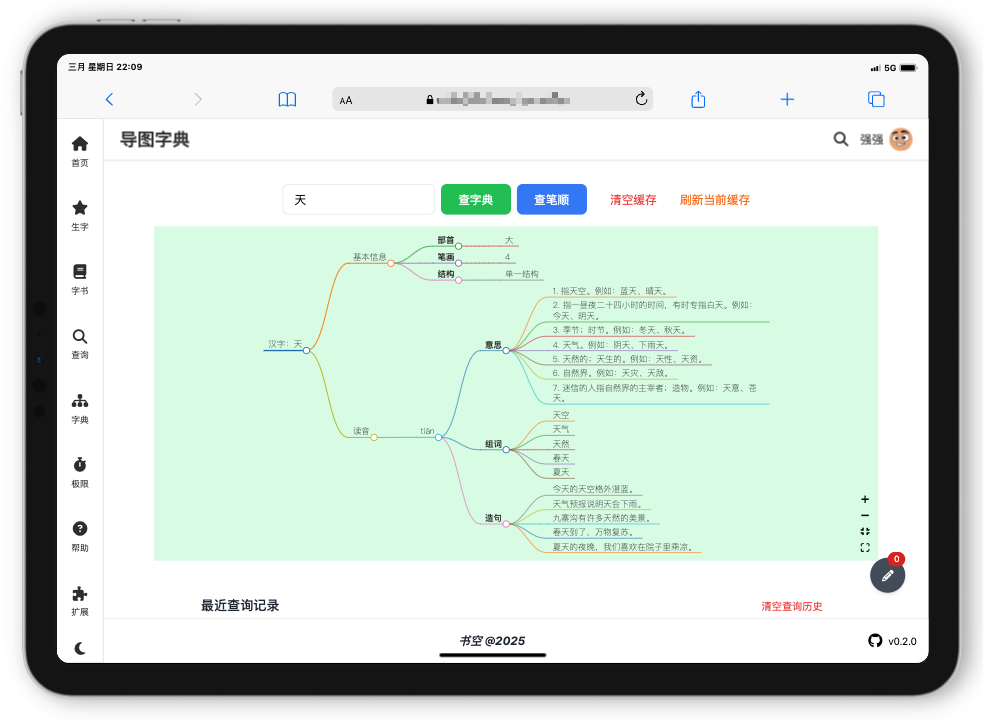 三月 星期日 22:09
5G
AA
导图字典
强强
首页
生字
字书
查询
字典
极限
帮助
扩展
天
查字典
查笔顺
清空缓存
刷新当前缓存
汉字：天
基本信息
部首
大
笔画
4
结构
单一结构
读音
tiān
意思
1. 指天空。例如：蓝天、晴天。
2. 指一昼夜二十四小时的时间，有时专指白天。例如：
今天、明天。
3. 季节；时节。例如：冬天、秋天。
4. 天气。例如：阴天、下雨天。
5. 天然的；天生的。例如：天性、天资。
6. 自然界。例如：天灾、天敌。
7. 迷信的人指自然界的主宰者；造物。例如：天意、苍
天。
组词
天空
天气
天然
春天
夏天
造句
今天的天空格外湛蓝。
天气预报说明天会下雨。
九寨沟有许多天然的美景。
春天到了，万物复苏。
夏天的夜晚，我们喜欢在院子里乘凉。
0
最近查询记录
清空查询历史
书空 @2025
v0.2.0